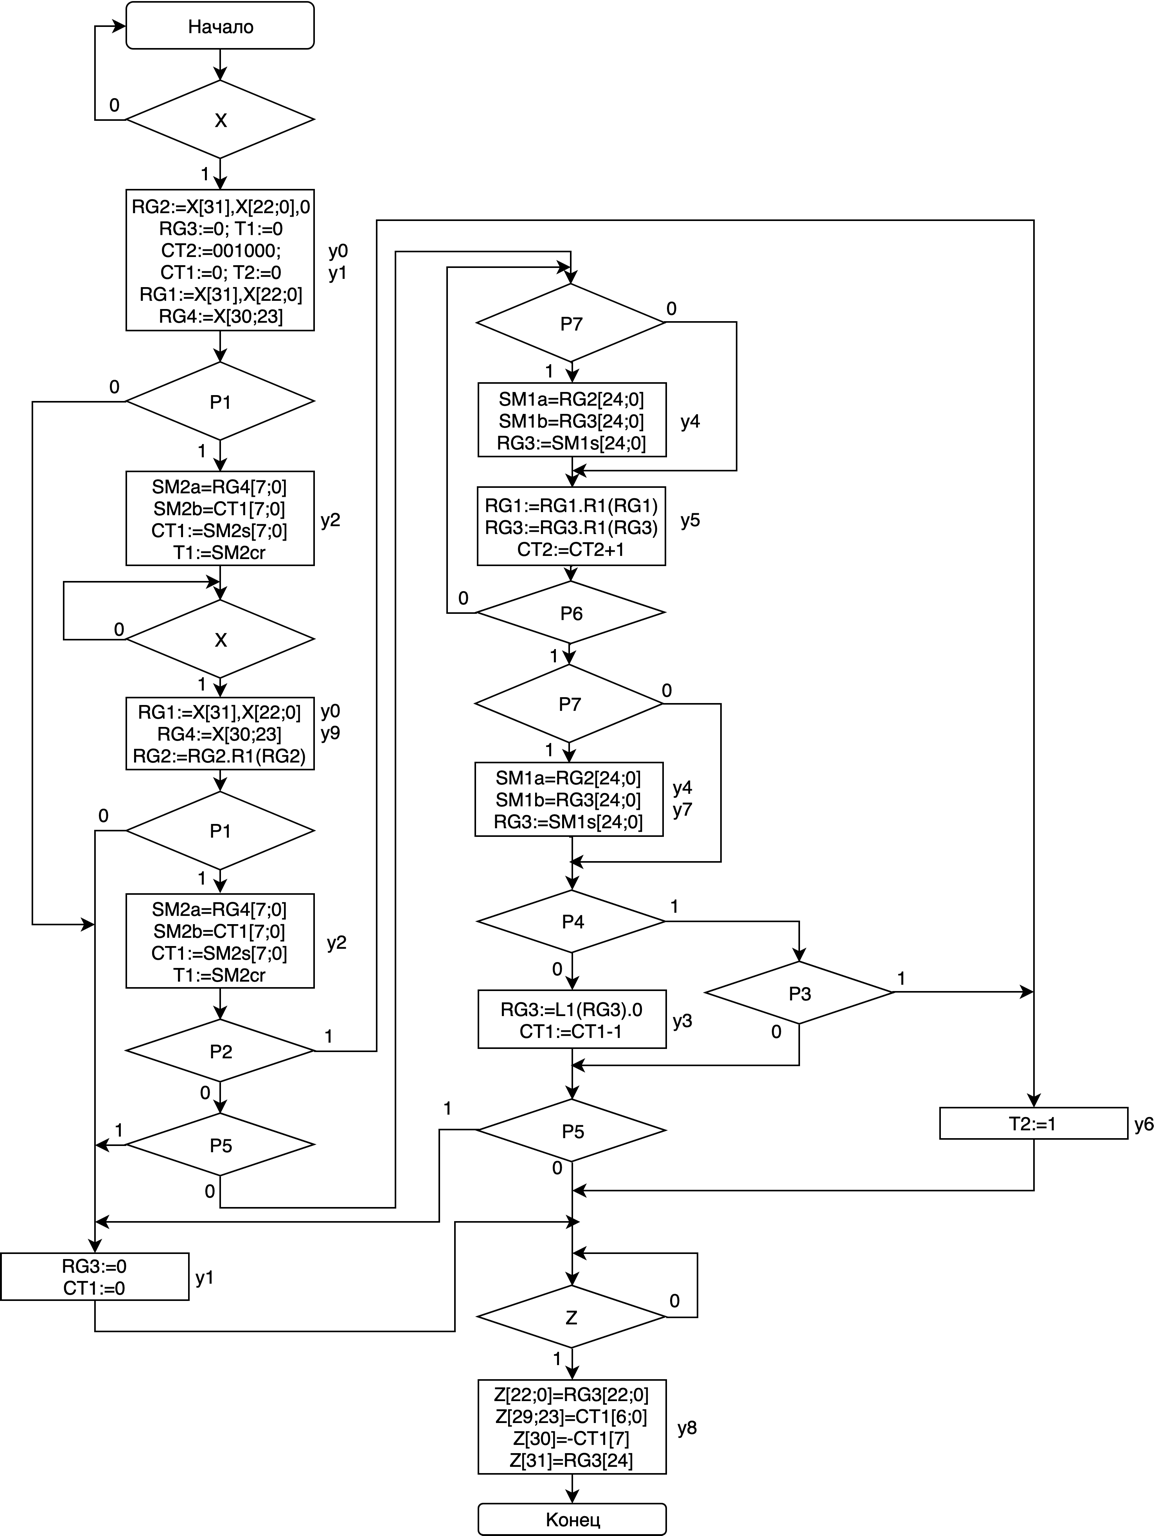 Начало
0
X
1
RG2:=X[31],X[22;0],0
RG3:=0; T1:=0
CT2:=001000;
CT1:=0; T2:=0
RG1:=X[31],X[22;0]
RG4:=X[30;23]
y0
y1
0
P1
1
SM2a=RG4[7;0]
SM2b=CT1[7;0]
CT1:=SM2s[7;0]
T1:=SM2cr
y2
0
X
1
RG1:=X[31],X[22;0]
RG4:=X[30;23]
RG2:=RG2.R1(RG2)
y0
y9
0
P1
1
SM2a=RG4[7;0]
SM2b=CT1[7;0]
CT1:=SM2s[7;0]
T1:=SM2cr
y2
P2
1
0
1
P5
0
RG3:=0
CT1:=0
y1
P7
0
1
SM1a=RG2[24;0]
SM1b=RG3[24;0]
RG3:=SM1s[24;0]
y4
RG1:=RG1.R1(RG1)
RG3:=RG3.R1(RG3)
CT2:=CT2+1
y5
0
P6
1
P7
0
1
SM1a=RG2[24;0]
SM1b=RG3[24;0]
RG3:=SM1s[24;0]
y4
y7
P4
1
0
P3
1
0
RG3:=L1(RG3).0
CT1:=CT1-1
y3
1
P5
0
T2:=1
y6
Z
0
1
Z[22;0]=RG3[22;0]
Z[29;23]=CT1[6;0]
Z[30]=-CT1[7]
Z[31]=RG3[24]
y8
Конец